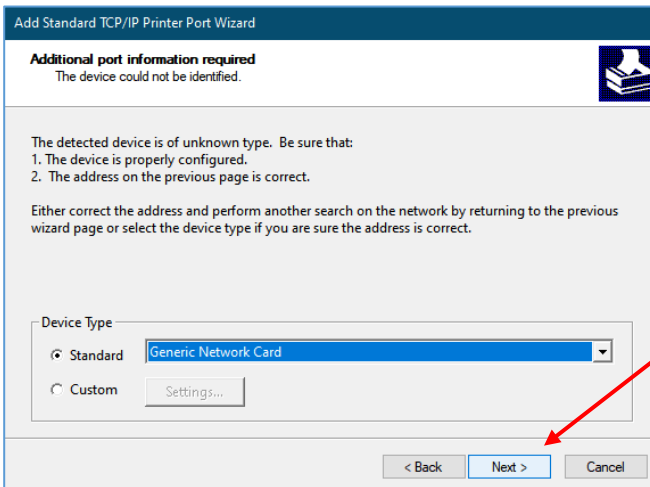 Add Standard TCP/IP Printer Port Wizard
Additional port information required
The device could not be identified.
The detected device is of unknown type.  Be sure that:
1. The device is properly configured.
2.  The address on the previous page is correct.
Either correct the address and perform another search on the network by returning to the previous
wizard page or select the device type if you are sure the address is correct.
Device Type
Standard
Generic Network Card
Custom
Settings...
< Back
Next >
Cancel